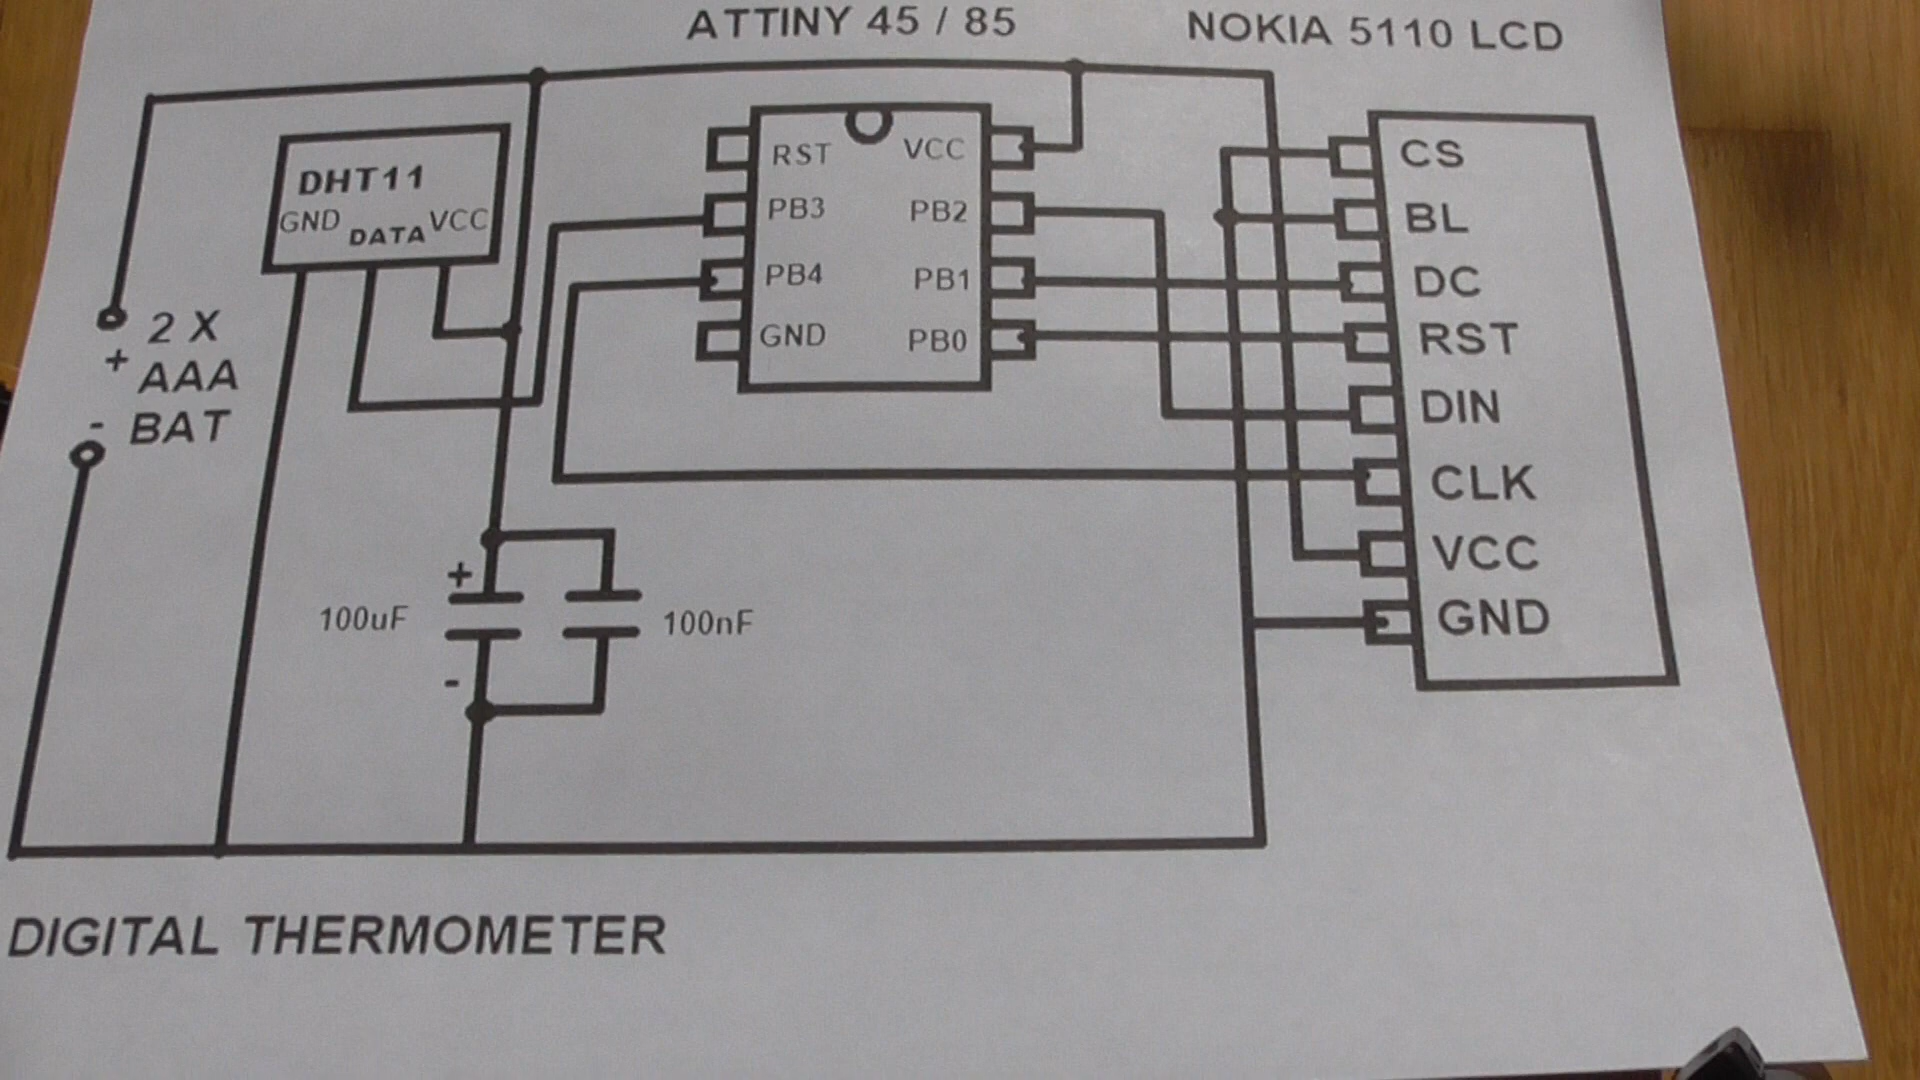 ATTINY 45 / 85
NOKIA 5110 LCD
DHT11
GND DATA VCC
2 X
+ AAA
- BAT
RST VCC
PB3 PB2
PB4 PB1
GND PB0
CS
BL
DC
RST
DIN
CLK
VCC
GND
+
100uF 100nF
-
DIGITAL THERMOMETER